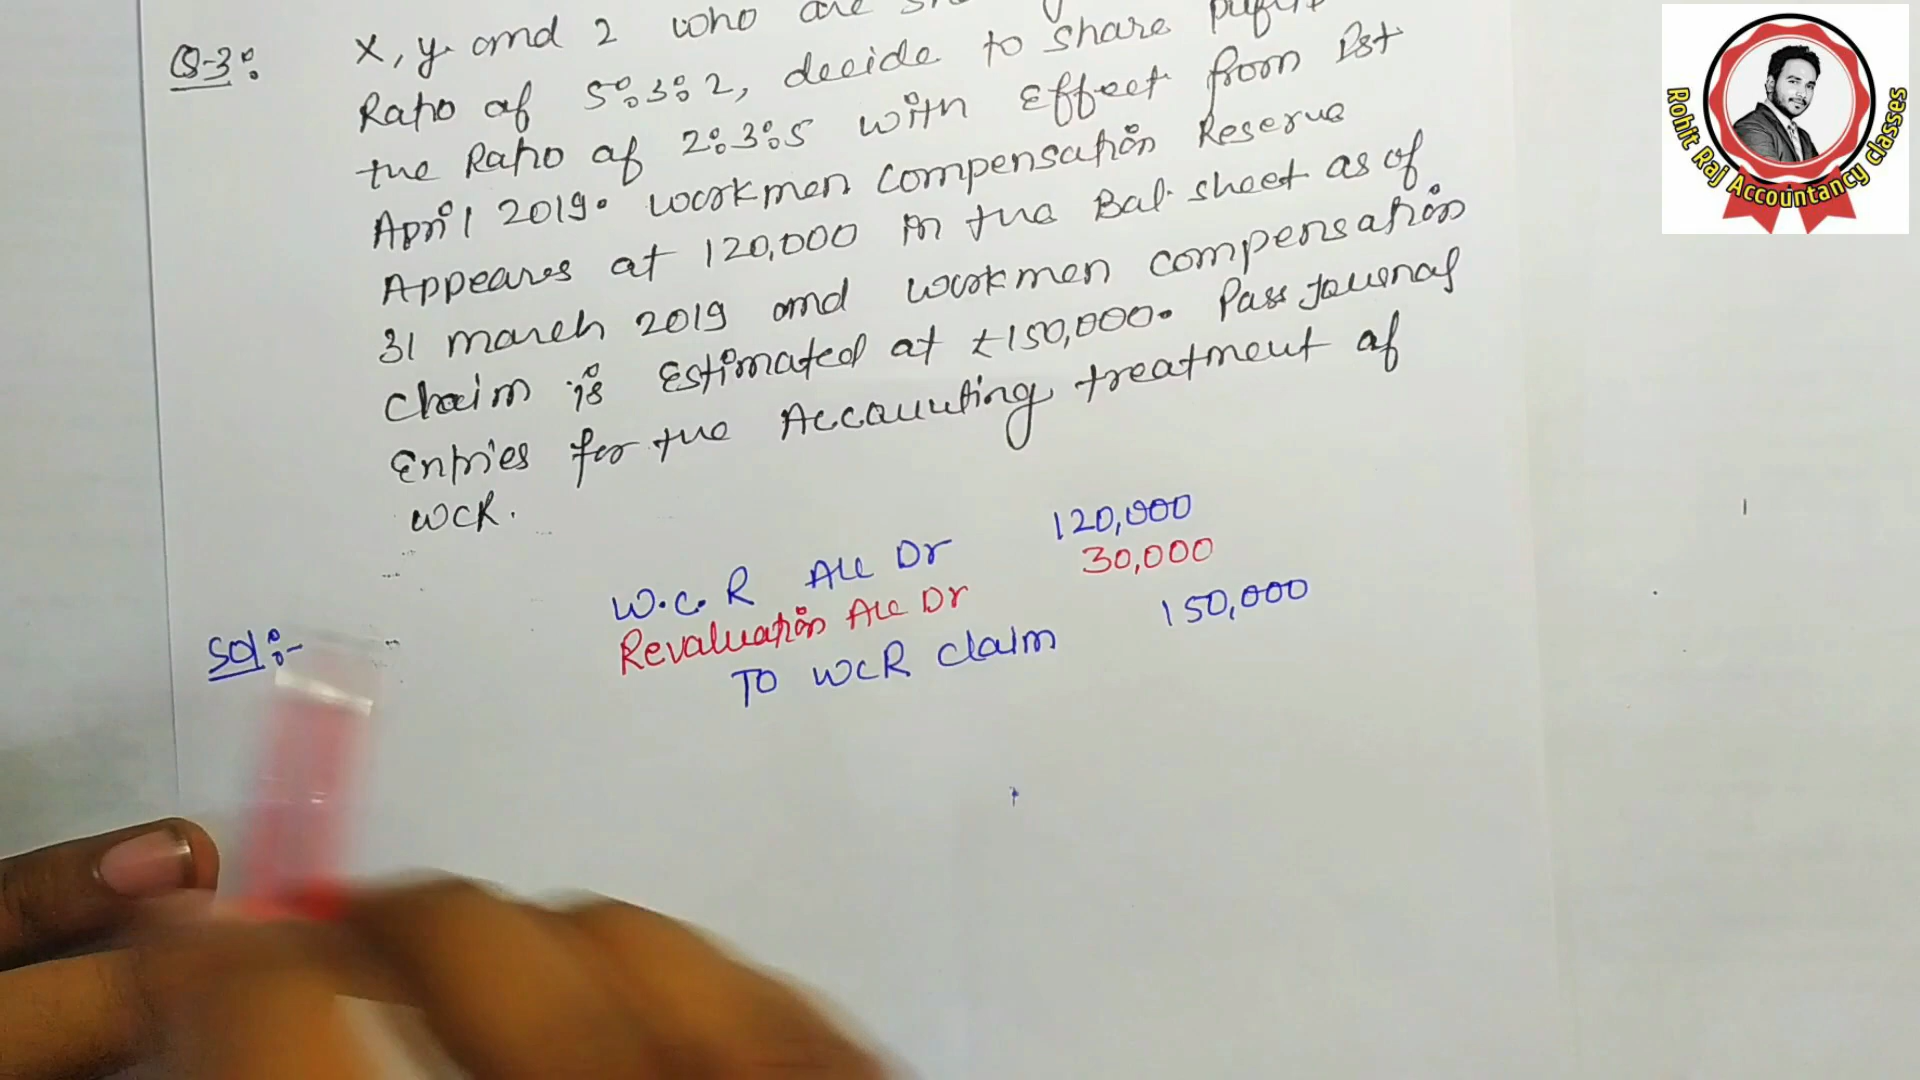 Q-3:
X, y and Z who are
Ratio of 5:3:2, decide to share
the Ratio of 2:3:5 with Effect from 1st
April 2019. workmen compensation Reserve
Appears at 120,000 in the Bal. sheet as of
31 march 2019 and workmen compensation
claim is Estimated at ₹150,000. Pass Journal
Entries for the Accounting treatment of
WCR.
Sol:-
W.C.R A/c Dr 120,000
Revaluation A/c Dr 30,000
To WCR claim 150,000
Rohit Raj Accountancy classes